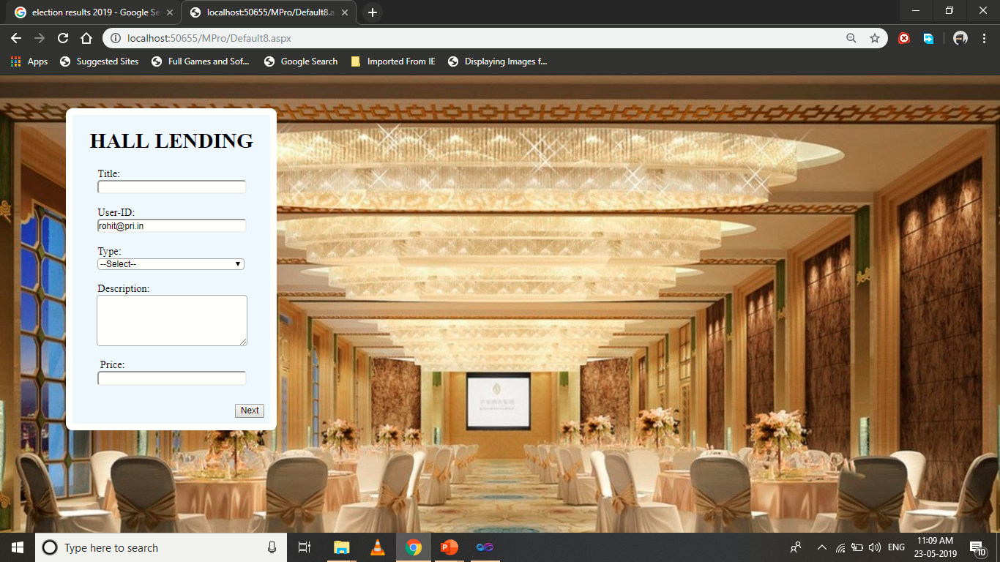 election results 2019 - Google Se
localhost:50655/MPro/Default8.a
localhost:50655/MPro/Default8.aspx
Apps
Suggested Sites
Full Games and Sof...
Google Search
Imported From IE
Displaying Images f...
HALL LENDING
Title:
User-ID:
rohit@pri.in
Type:
--Select--
Description:
Price:
Next
Type here to search
ENG
11:09 AM
23-05-2019
10